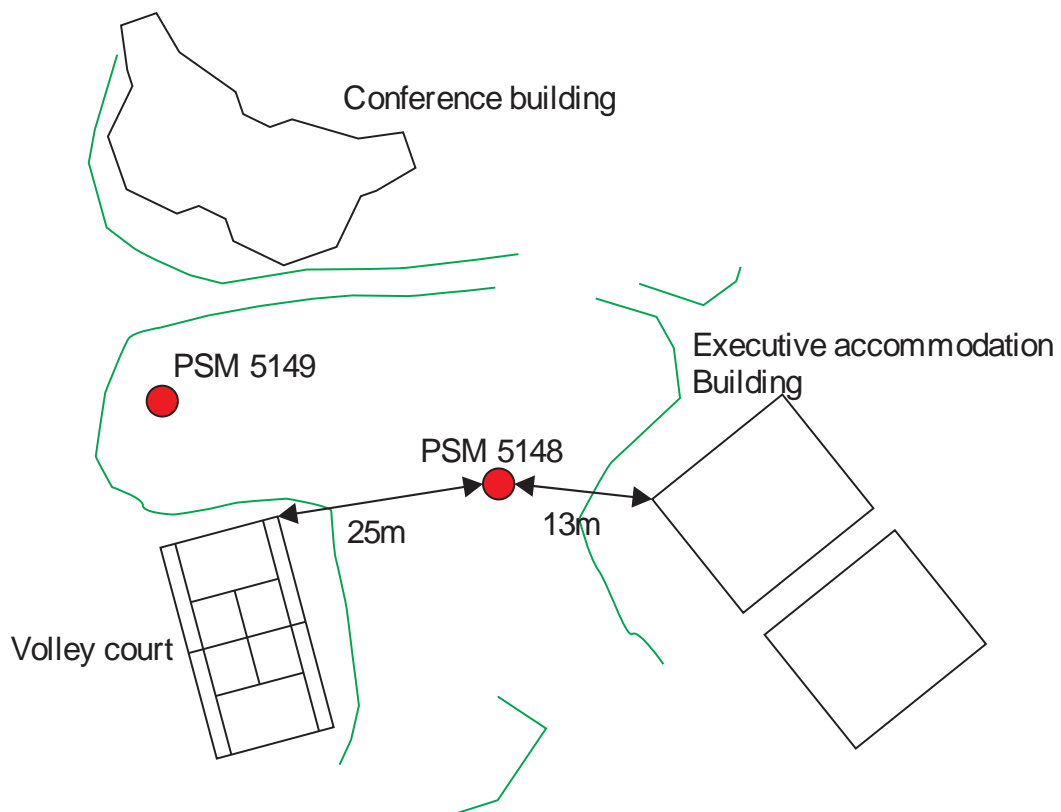 Conference building
Executive accommodation
Building
PSM 5149
PSM 5148
25m
13m
Volley court